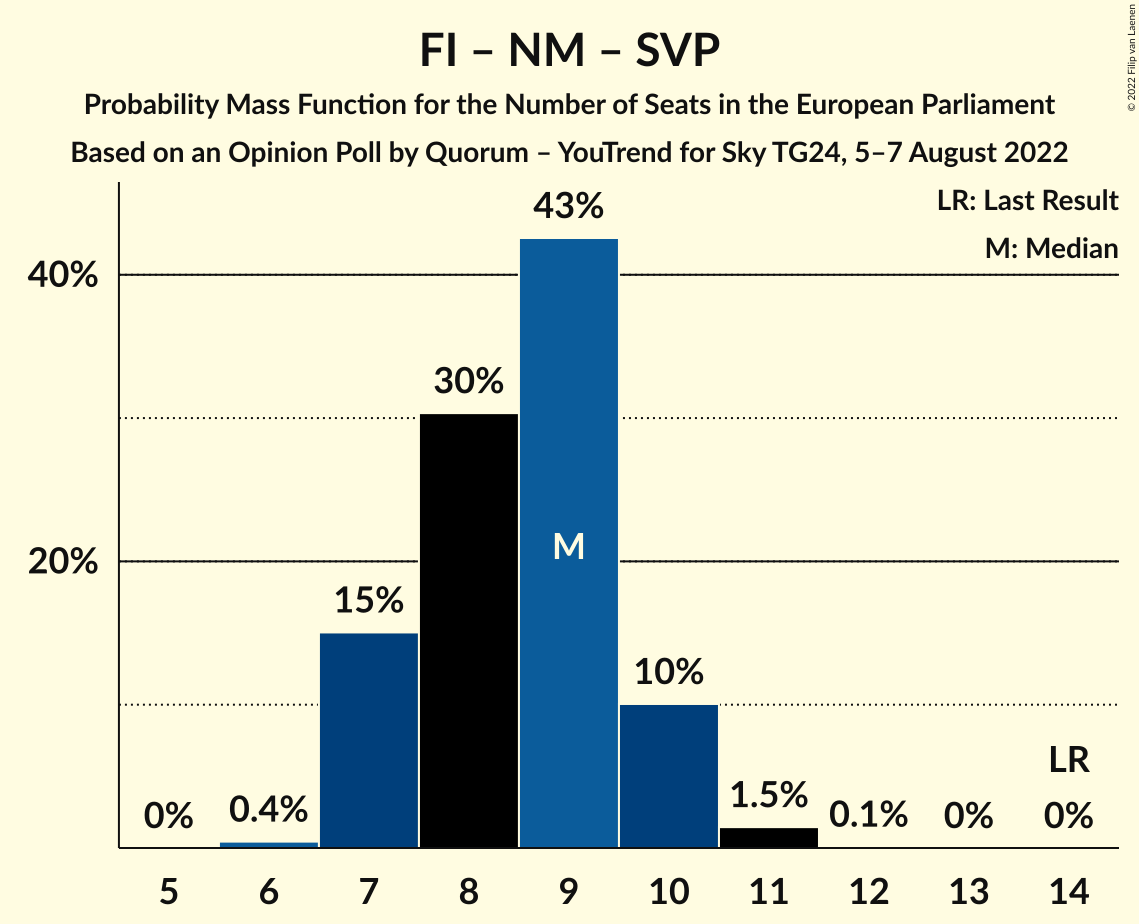 FI – NM – SVP
Probability Mass Function for the Number of Seats in the European Parliament
Based on an Opinion Poll by Quorum – YouTrend for Sky TG24, 5–7 August 2022
© 2022 Filip van Laenen
LR: Last Result
M: Median
43%
40%
30%
M
20%
15%
10%
LR
0% 0.4% 1.5% 0.1% 0% 0%
5 6 7 8 9 10 11 12 13 14